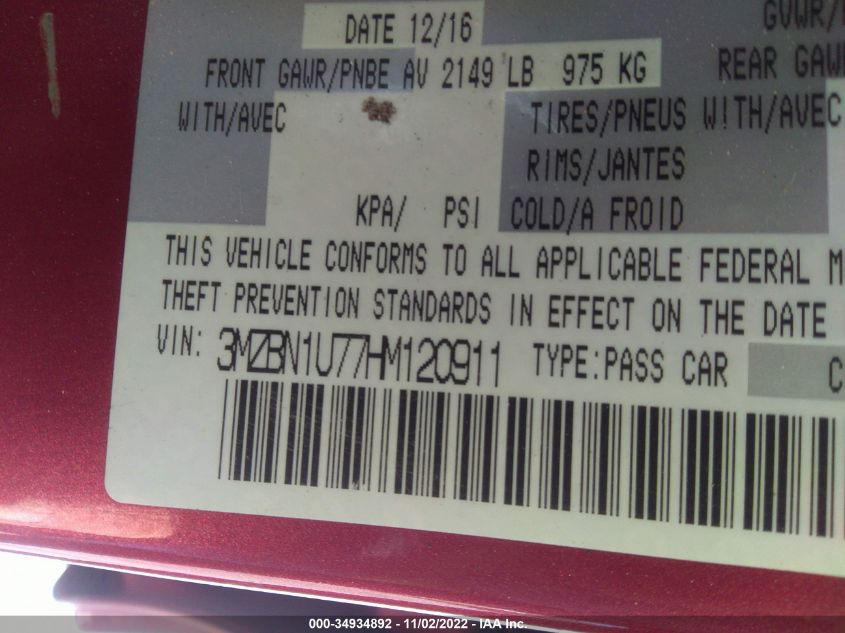 DATE 12/16
GVWR/
FRONT GAWR/PNBE AV 2149 LB 975 KG REAR GAW
WITH/AVEC TIRES/PNEUS WITH/AVEC
RIMS/JANTES
KPA/ PSI COLD/A FROID
THIS VEHICLE CONFORMS TO ALL APPLICABLE FEDERAL M
THEFT PREVENTION STANDARDS IN EFFECT ON THE DATE
VIN: 3MZBN1U77HM120911 TYPE:PASS CAR C
000-34934892 - 11/02/2022 - IAA Inc.